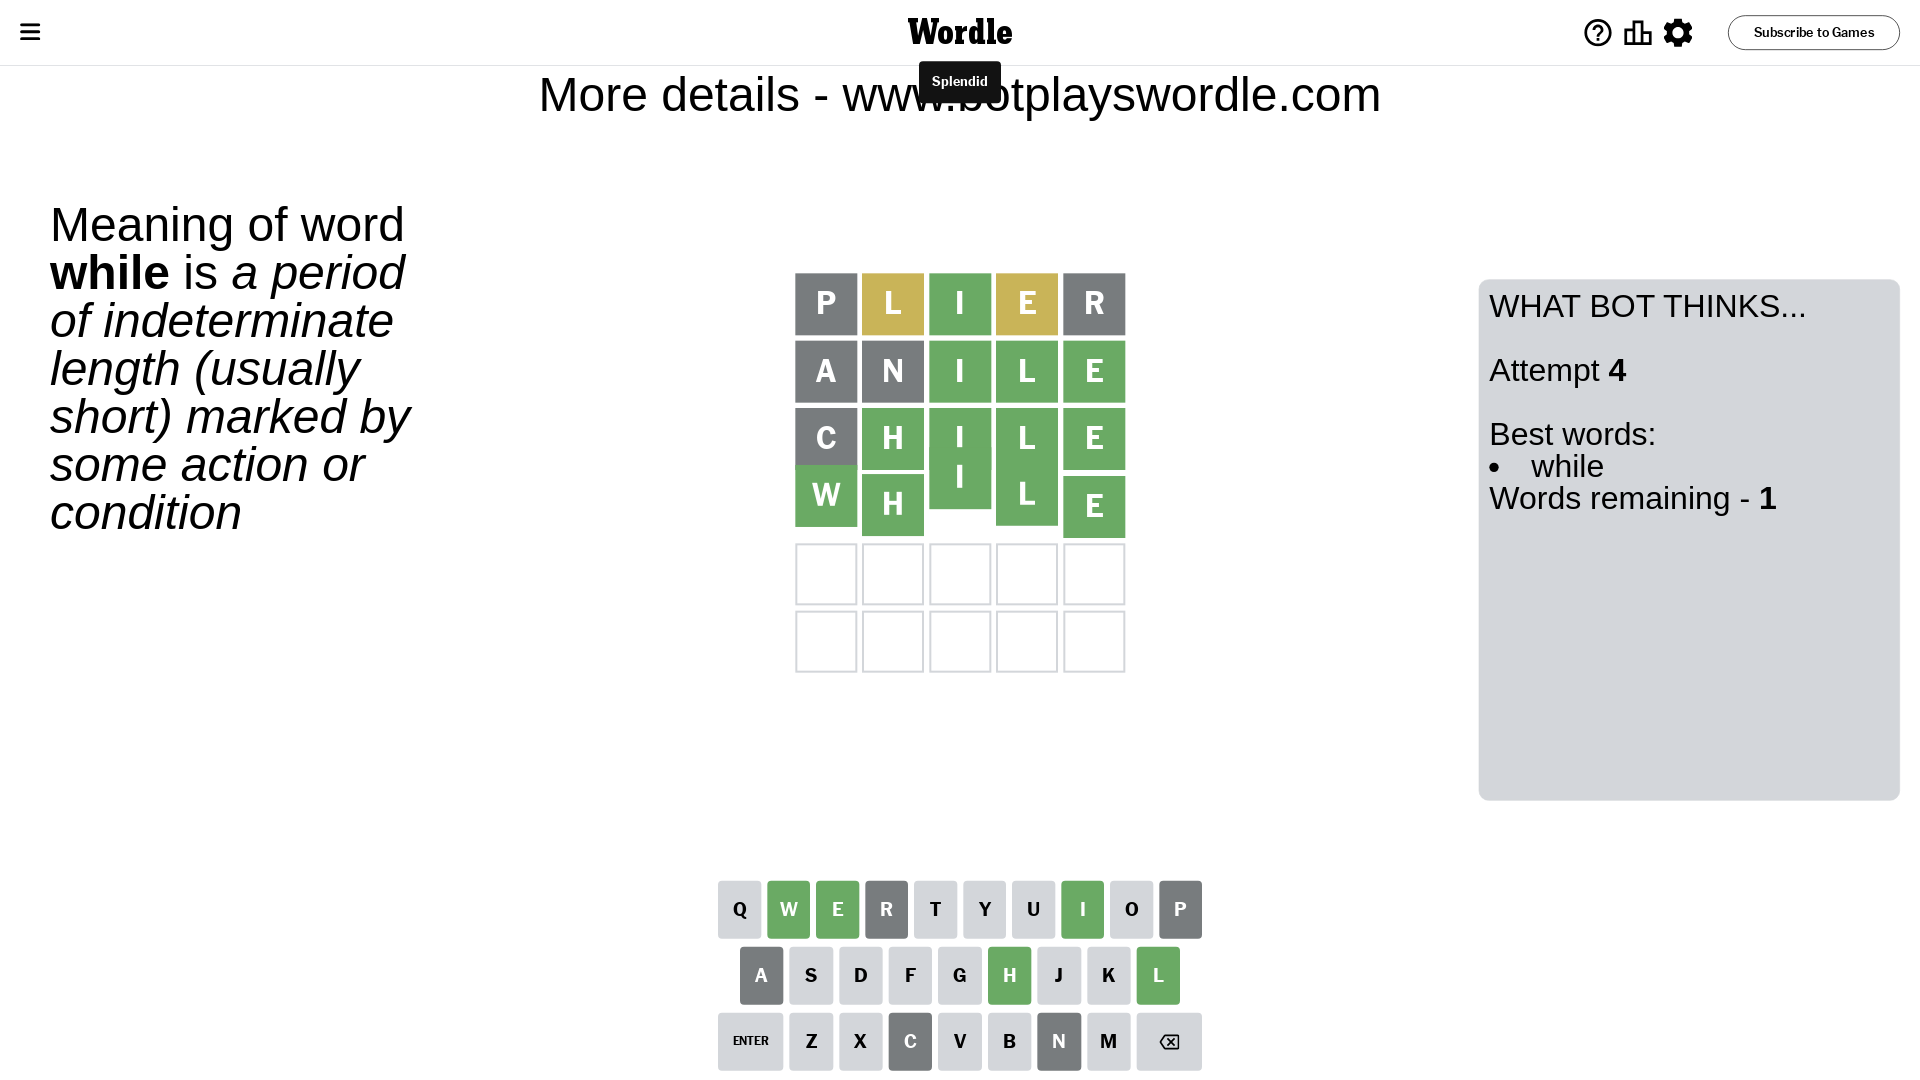 Wordle
Subscribe to Games
Splendid
More details - www.botplayswordle.com
Meaning of word
while is a period
of indeterminate
length (usually
short) marked by
some action or
condition
P L I E R
A N I L E
C H I L E
W H I L E
WHAT BOT THINKS...
Attempt 4
Best words:
• while
Words remaining - 1
Q W E R T Y U I O P
A S D F G H J K L
ENTER Z X C V B N M